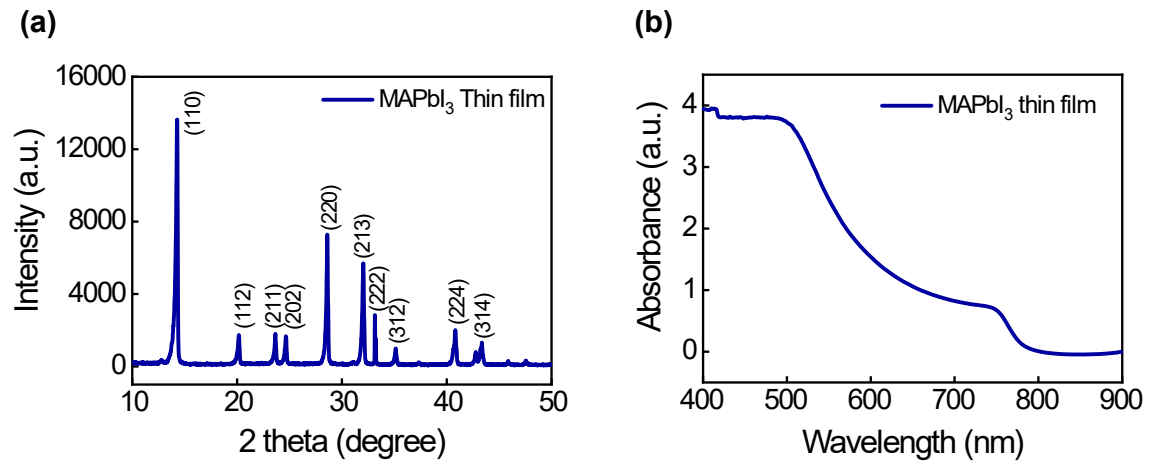 (a)
16000
12000
8000
4000
0
Intensity (a.u.)
MAPbI₃ Thin film
(110)
(112)
(211)
(202)
(220)
(213)
(222)
(312)
(224)
(314)
10 20 30 40 50
2 theta (degree)
(b)
4
3
2
1
0
Absorbance (a.u.)
MAPbI₃ thin film
400 500 600 700 800 900
Wavelength (nm)